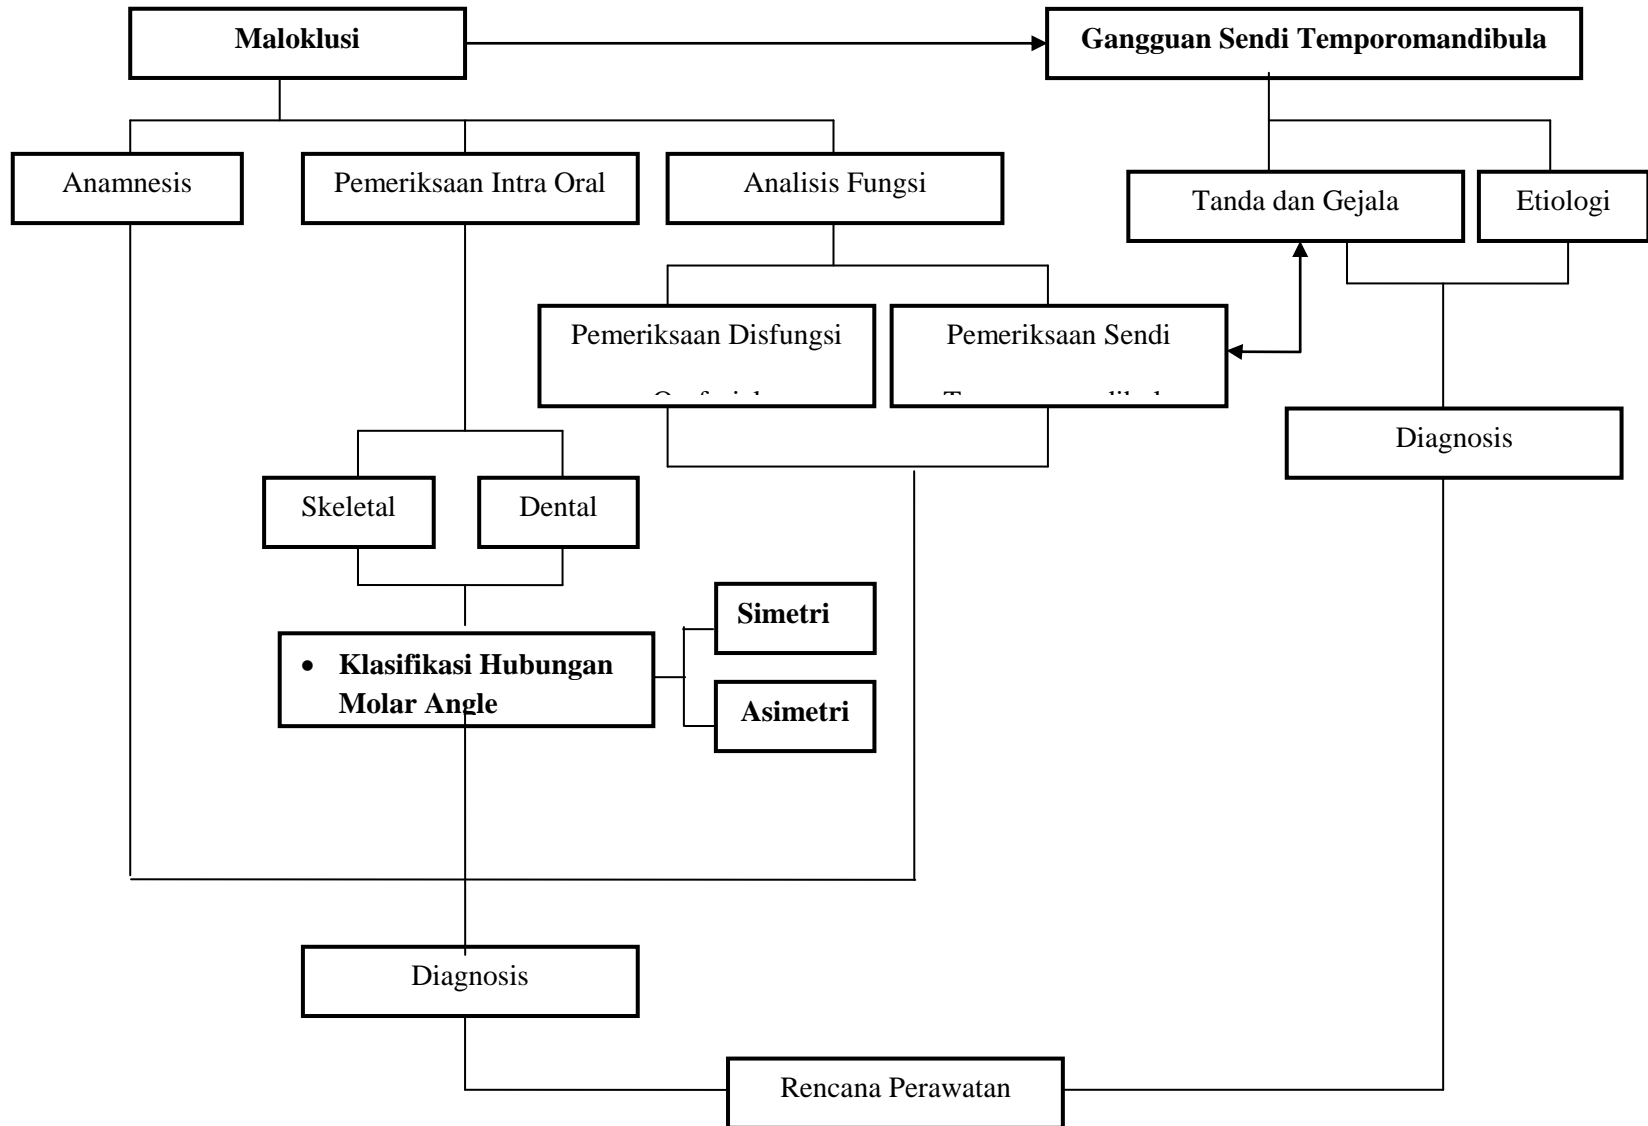 Maloklusi
Gangguan Sendi Temporomandibula
Anamnesis
Pemeriksaan Intra Oral
Analisis Fungsi
Tanda dan Gejala
Etiologi
Pemeriksaan Disfungsi
Pemeriksaan Sendi
Diagnosis
Skeletal
Dental
Simetri
• Klasifikasi Hubungan
Molar Angle
Asimetri
Diagnosis
Rencana Perawatan